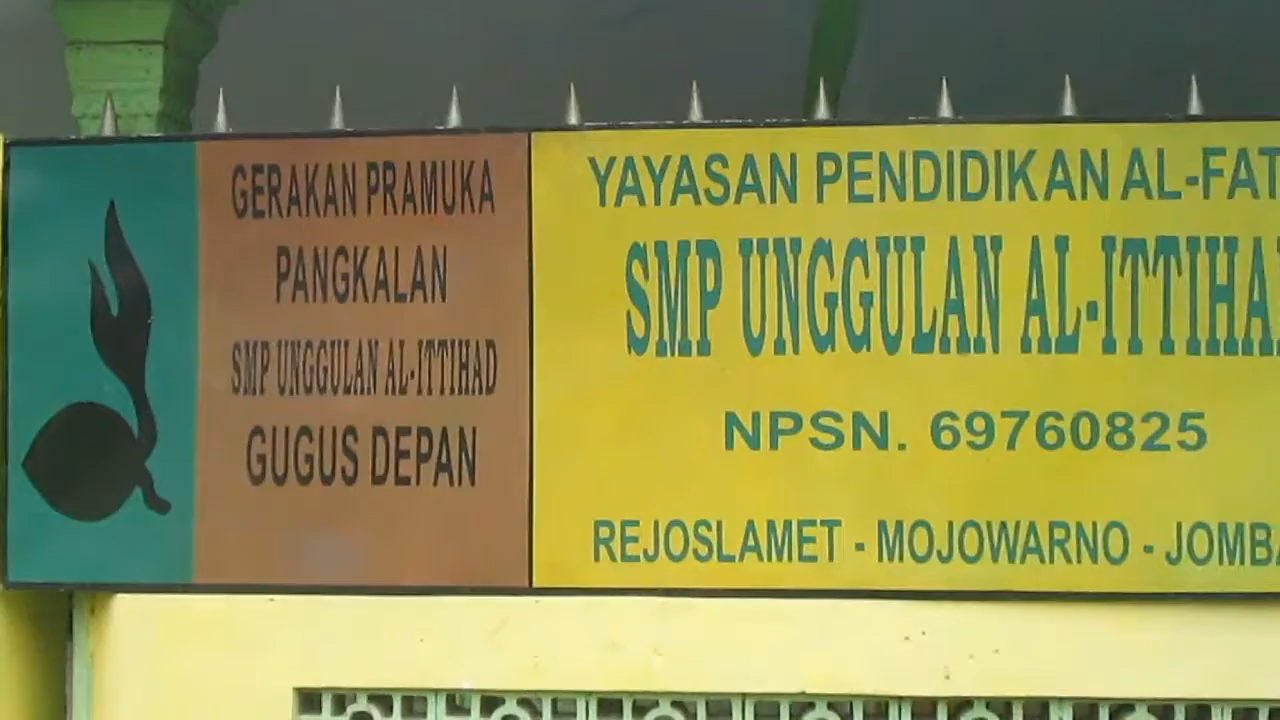 GERAKAN PRAMUKA
PANGKALAN
SMP UNGGULAN AL-ITTIHAD
GUGUS DEPAN
YAYASAN PENDIDIKAN AL-FAT
SMP UNGGULAN AL-ITTIHA
NPSN. 69760825
REJOSLAMET - MOJOWARNO - JOMBA